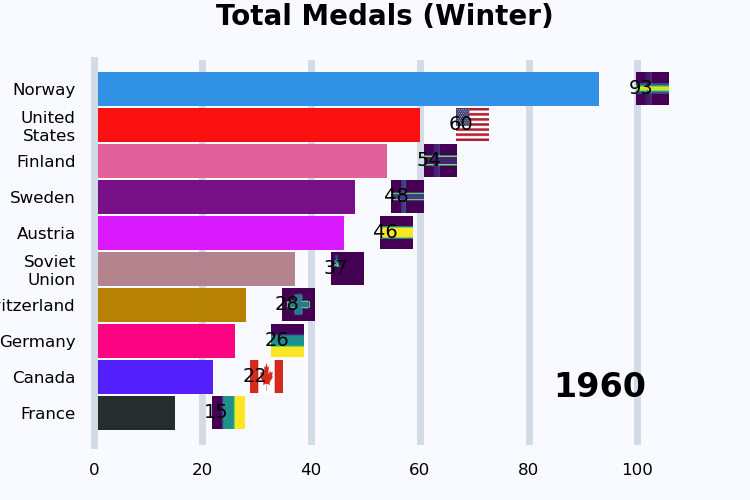 Total Medals (Winter)
Norway 93
United
States 60
Finland 54
Sweden 48
Austria 46
Soviet
Union 37
itzerland 28
Germany 26
Canada 22
France 15
1960
0 20 40 60 80 100